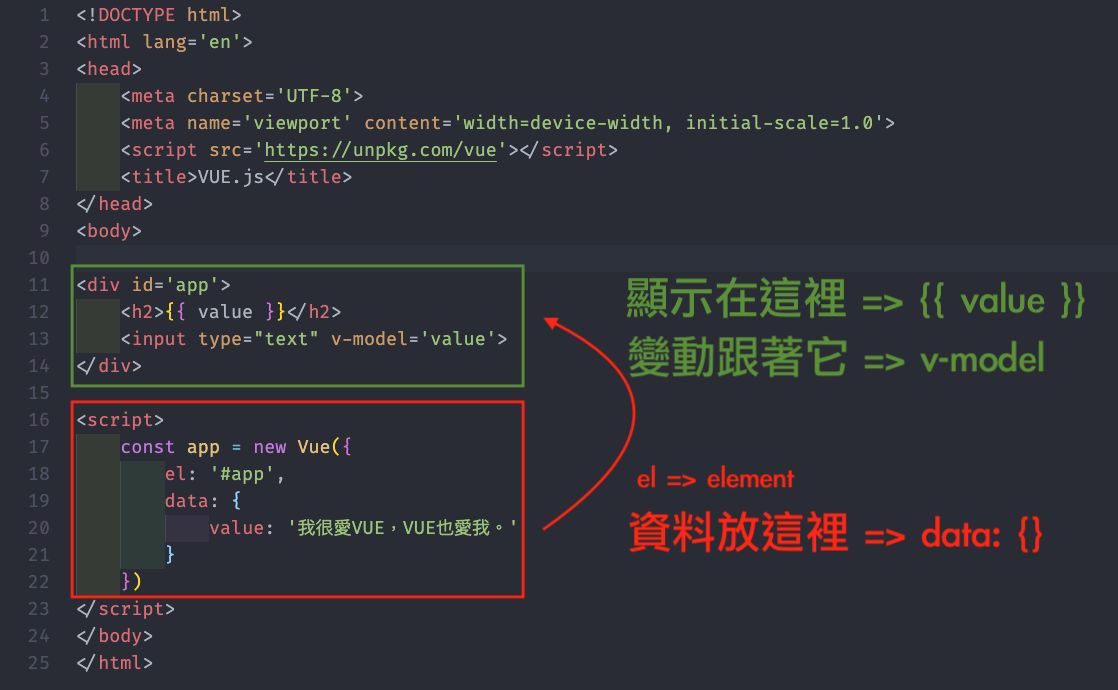 1 <!DOCTYPE html>
2 <html lang='en'>
3 <head>
4     <meta charset='UTF-8'>
5     <meta name='viewport' content='width=device-width, initial-scale=1.0'>
6     <script src='https://unpkg.com/vue'></script>
7     <title>VUE.js</title>
8 </head>
9 <body>
10
11 <div id='app'>
12     <h2>{{ value }}</h2>
13     <input type="text" v-model='value'>
14 </div>
15
16 <script>
17     const app = new Vue({
18         el: '#app',
19         data: {
20             value: '我很愛VUE，VUE也愛我。'
21         }
22     })
23 </script>
24 </body>
25 </html>
顯示在這裡 => {{ value }}
變動跟著它 => v-model
el => element
資料放這裡 => data: {}